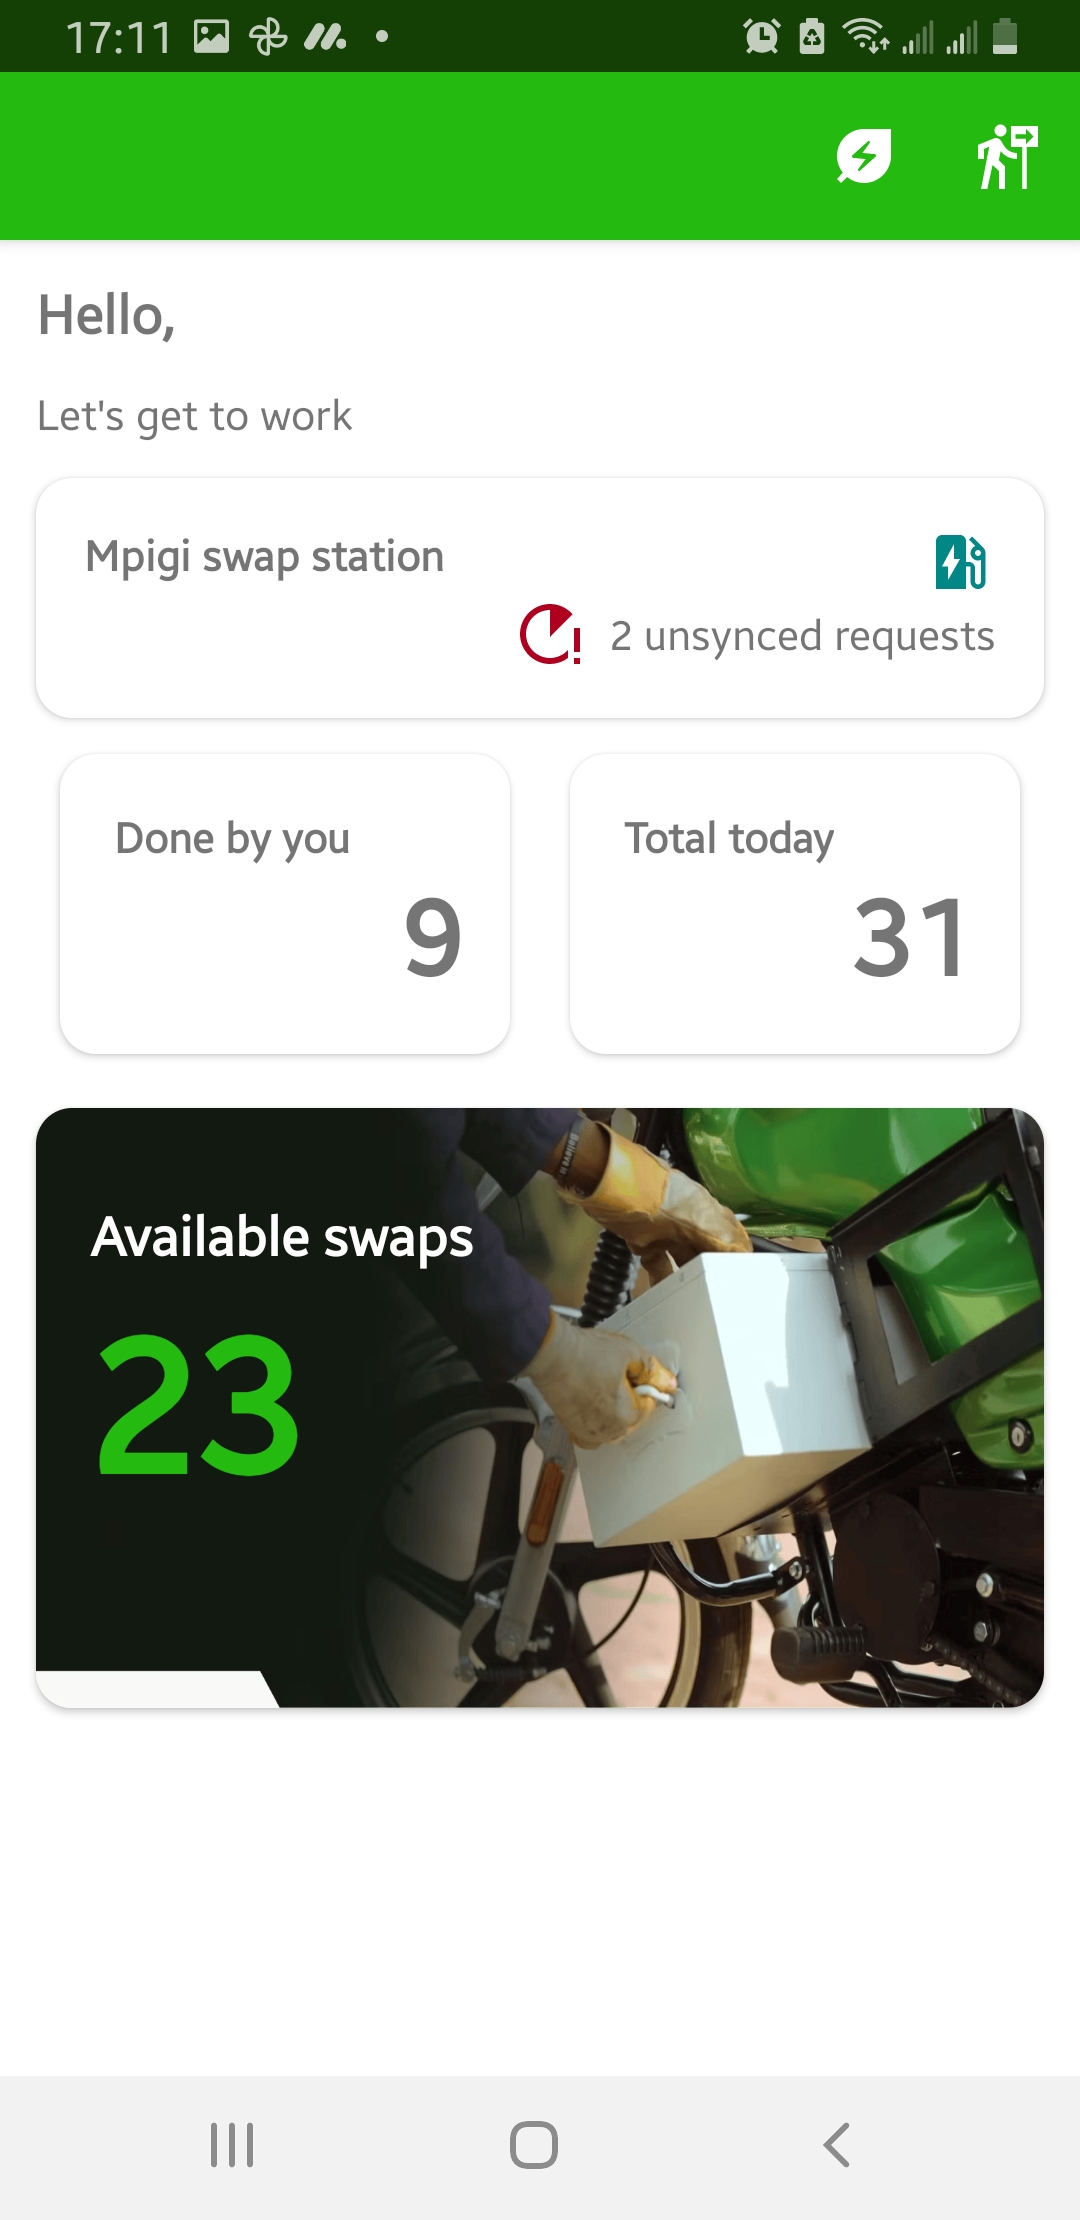 17:11
Hello,
Let's get to work
Mpigi swap station
2 unsynced requests
Done by you
9
Total today
31
Available swaps
23